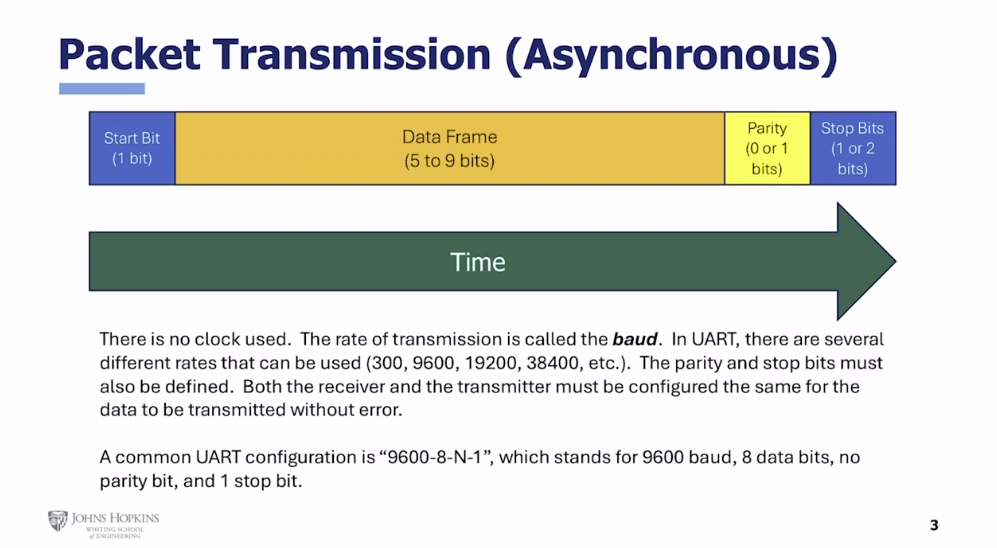 Packet Transmission (Asynchronous)
Start Bit
(1 bit)
Data Frame
(5 to 9 bits)
Parity
(0 or 1
bits)
Stop Bits
(1 or 2
bits)
Time
There is no clock used. The rate of transmission is called the baud. In UART, there are several
different rates that can be used (300, 9600, 19200, 38400, etc.). The parity and stop bits must
also be defined. Both the receiver and the transmitter must be configured the same for the
data to be transmitted without error.
A common UART configuration is “9600-8-N-1”, which stands for 9600 baud, 8 data bits, no
parity bit, and 1 stop bit.
JOHNS HOPKINS
WHITING SCHOOL
of ENGINEERING
3